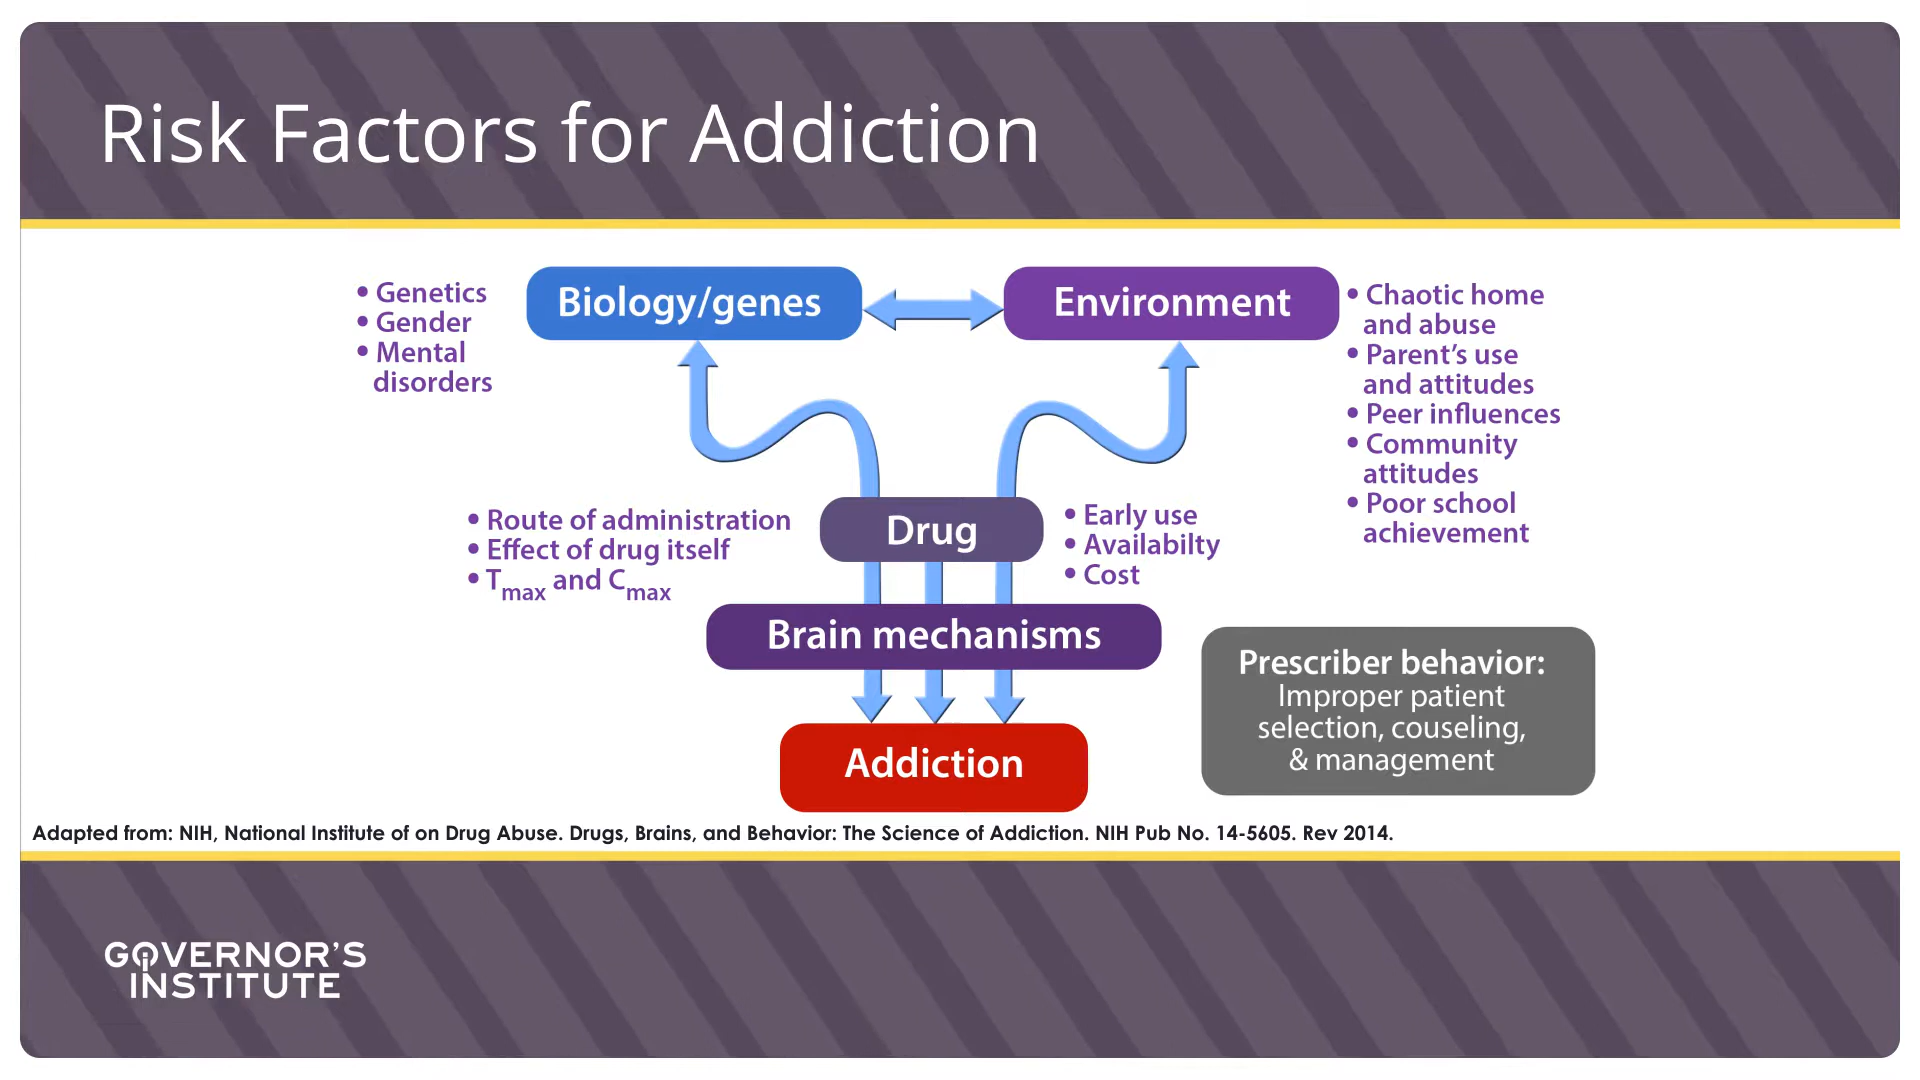 Risk Factors for Addiction
• Genetics
• Gender
• Mental
disorders
Biology/genes
Environment
• Chaotic home
and abuse
• Parent’s use
and attitudes
• Peer influences
• Community
attitudes
• Poor school
achievement
• Route of administration
• Effect of drug itself
• Tmax and Cmax
Drug
• Early use
• Availabilty
• Cost
Brain mechanisms
Addiction
Prescriber behavior:
Improper patient
selection, couseling,
& management
Adapted from: NIH, National Institute of on Drug Abuse. Drugs, Brains, and Behavior: The Science of Addiction. NIH Pub No. 14-5605. Rev 2014.
GOVERNOR’S
INSTITUTE